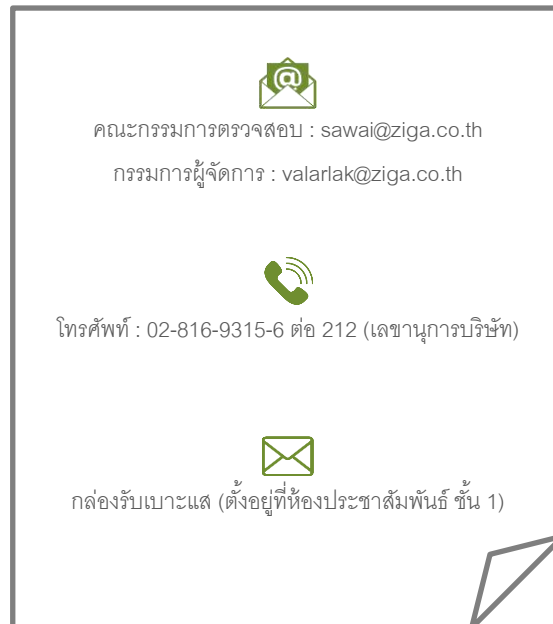 คณะกรรมการตรวจสอบ : sawai@ziga.co.th
กรรมการผู้จัดการ : valarlak@ziga.co.th
โทรศัพท์ : 02-816-9315-6 ต่อ 212 (เลขานุการบริษัท)
กล่องรับเบาะแส (ตั้งอยู่ที่ห้องประชาสัมพันธ์ ชั้น 1)